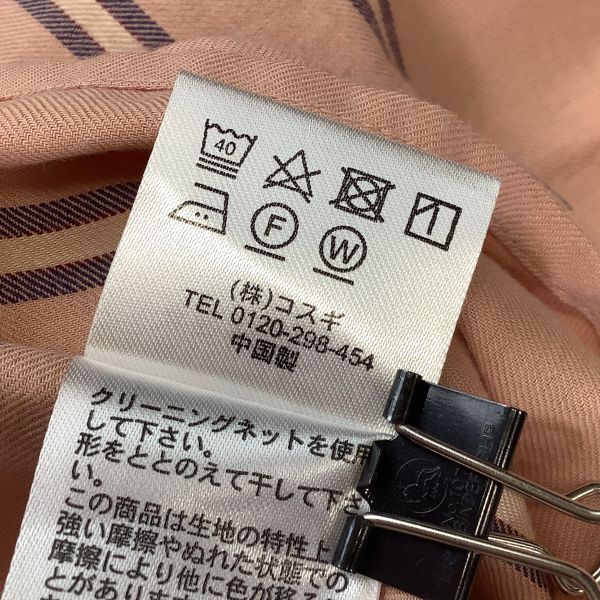 40
F
W
(株)コスギ
TEL 0120-298-454
中国製
クリーニングネットを使用
して下さい。
形をととのえて干して下さ
い。
この商品は生地の特性上
強い摩擦やぬれた状態での
摩擦により他に色が移る
とがあります